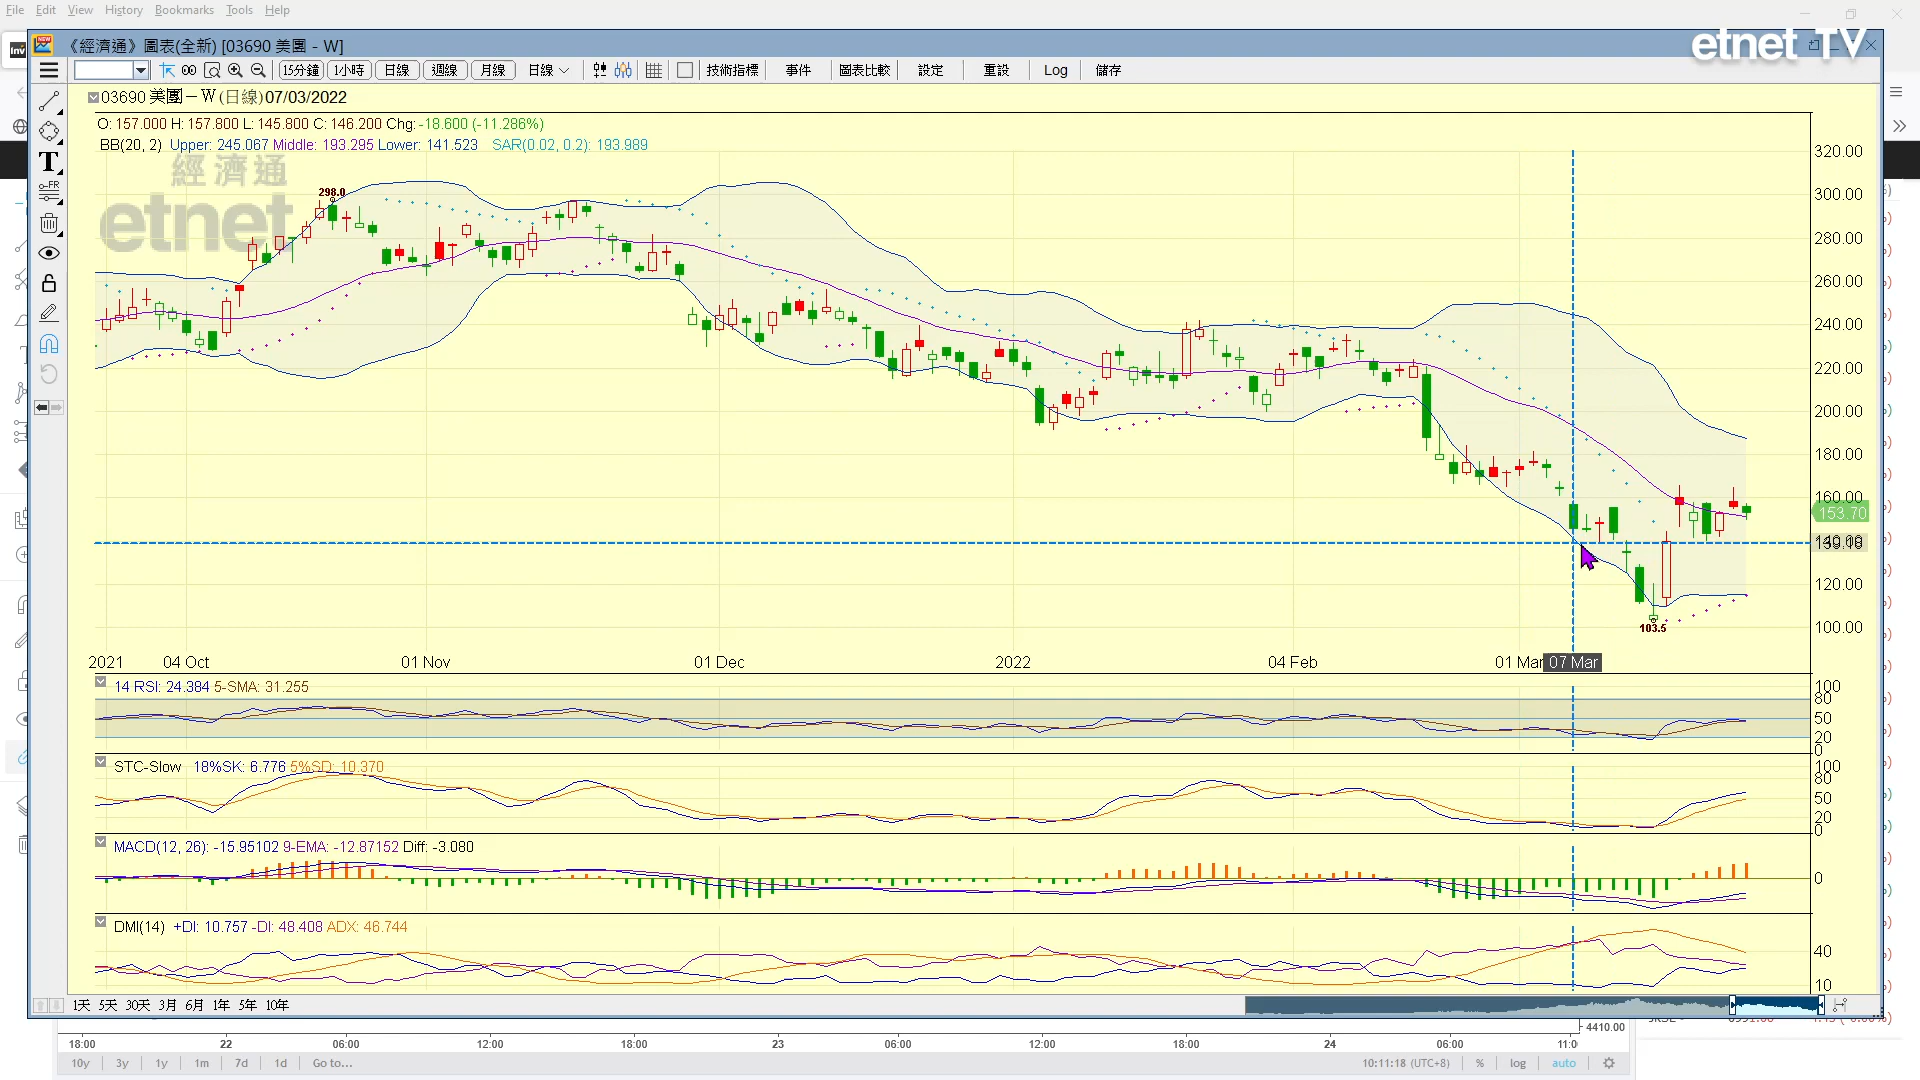 File Edit View History Bookmarks Tools Help
etnet TV
《經濟通》圖表(全新) [03690 美團 - W]
15分鐘 1小時 日線 週線 月線 日線 技術指標 事件 圖表比較 設定 重設 Log 儲存
03690 美團－W (日線) 07/03/2022
O: 157.000 H: 157.800 L: 145.800 C: 146.200 Chg:-18.600 (-11.286%)
BB(20, 2) Upper: 245.067 Middle: 193.295 Lower: 141.523 SAR(0.02, 0.2): 193.989
經濟通
etnet
298.0
103.5
320.00
300.00
280.00
260.00
240.00
220.00
200.00
180.00
160.00
153.70
120.00
100.00
2021 04 Oct 01 Nov 01 Dec 2022 04 Feb 01 Mar 07 Mar
14 RSI: 24.384 5-SMA: 31.255
100
80
50
20
0
STC-Slow 18%SK: 6.776 5%SD: 10.370
100
80
50
20
0
MACD(12, 26): -15.95102 9-EMA: -12.87152 Diff: -3.080
0
DMI(14) +DI: 10.757 -DI: 48.408 ADX: 46.744
40
10
1天 5天 30天 3月 6月 1年 5年 10年
4410.00
18:00 22 06:00 12:00 18:00 23 06:00 12:00 18:00 24 06:00 11:0
10y 3y 1y 1m 7d 1d Go to... 10:11:18 (UTC+8) % log auto